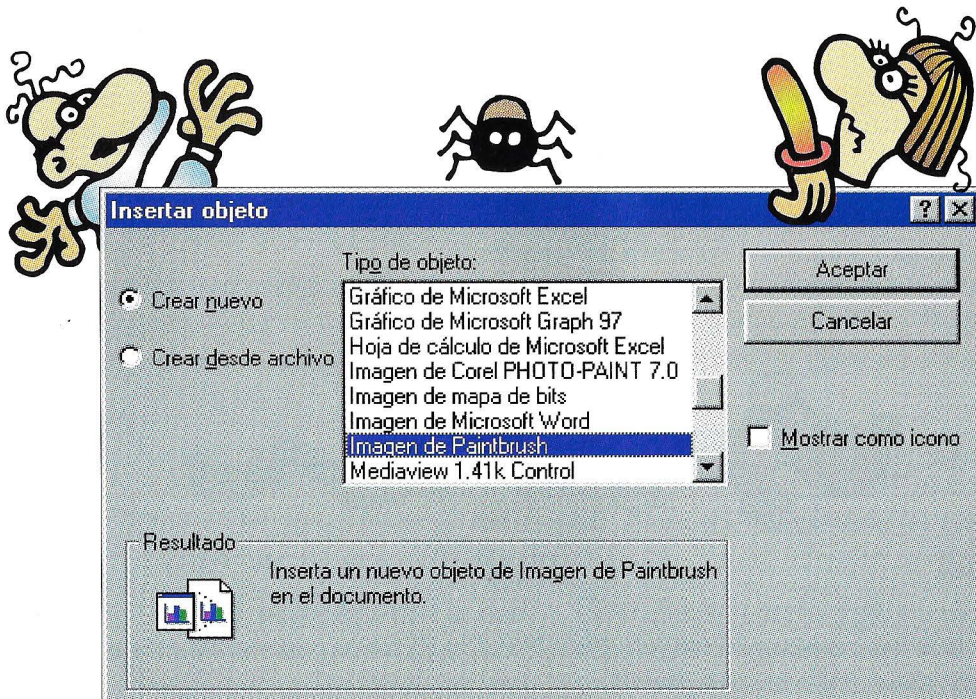 Insertar objeto
Tipo de objeto:
Crear nuevo
Crear desde archivo
Gráfico de Microsoft Excel
Gráfico de Microsoft Graph 97
Hoja de cálculo de Microsoft Excel
Imagen de Corel PHOTO-PAINT 7.0
Imagen de mapa de bits
Imagen de Microsoft Word
Imagen de Paintbrush
Mediaview 1.41k Control
Aceptar
Cancelar
Mostrar como icono
Resultado
Inserta un nuevo objeto de Imagen de Paintbrush
en el documento.